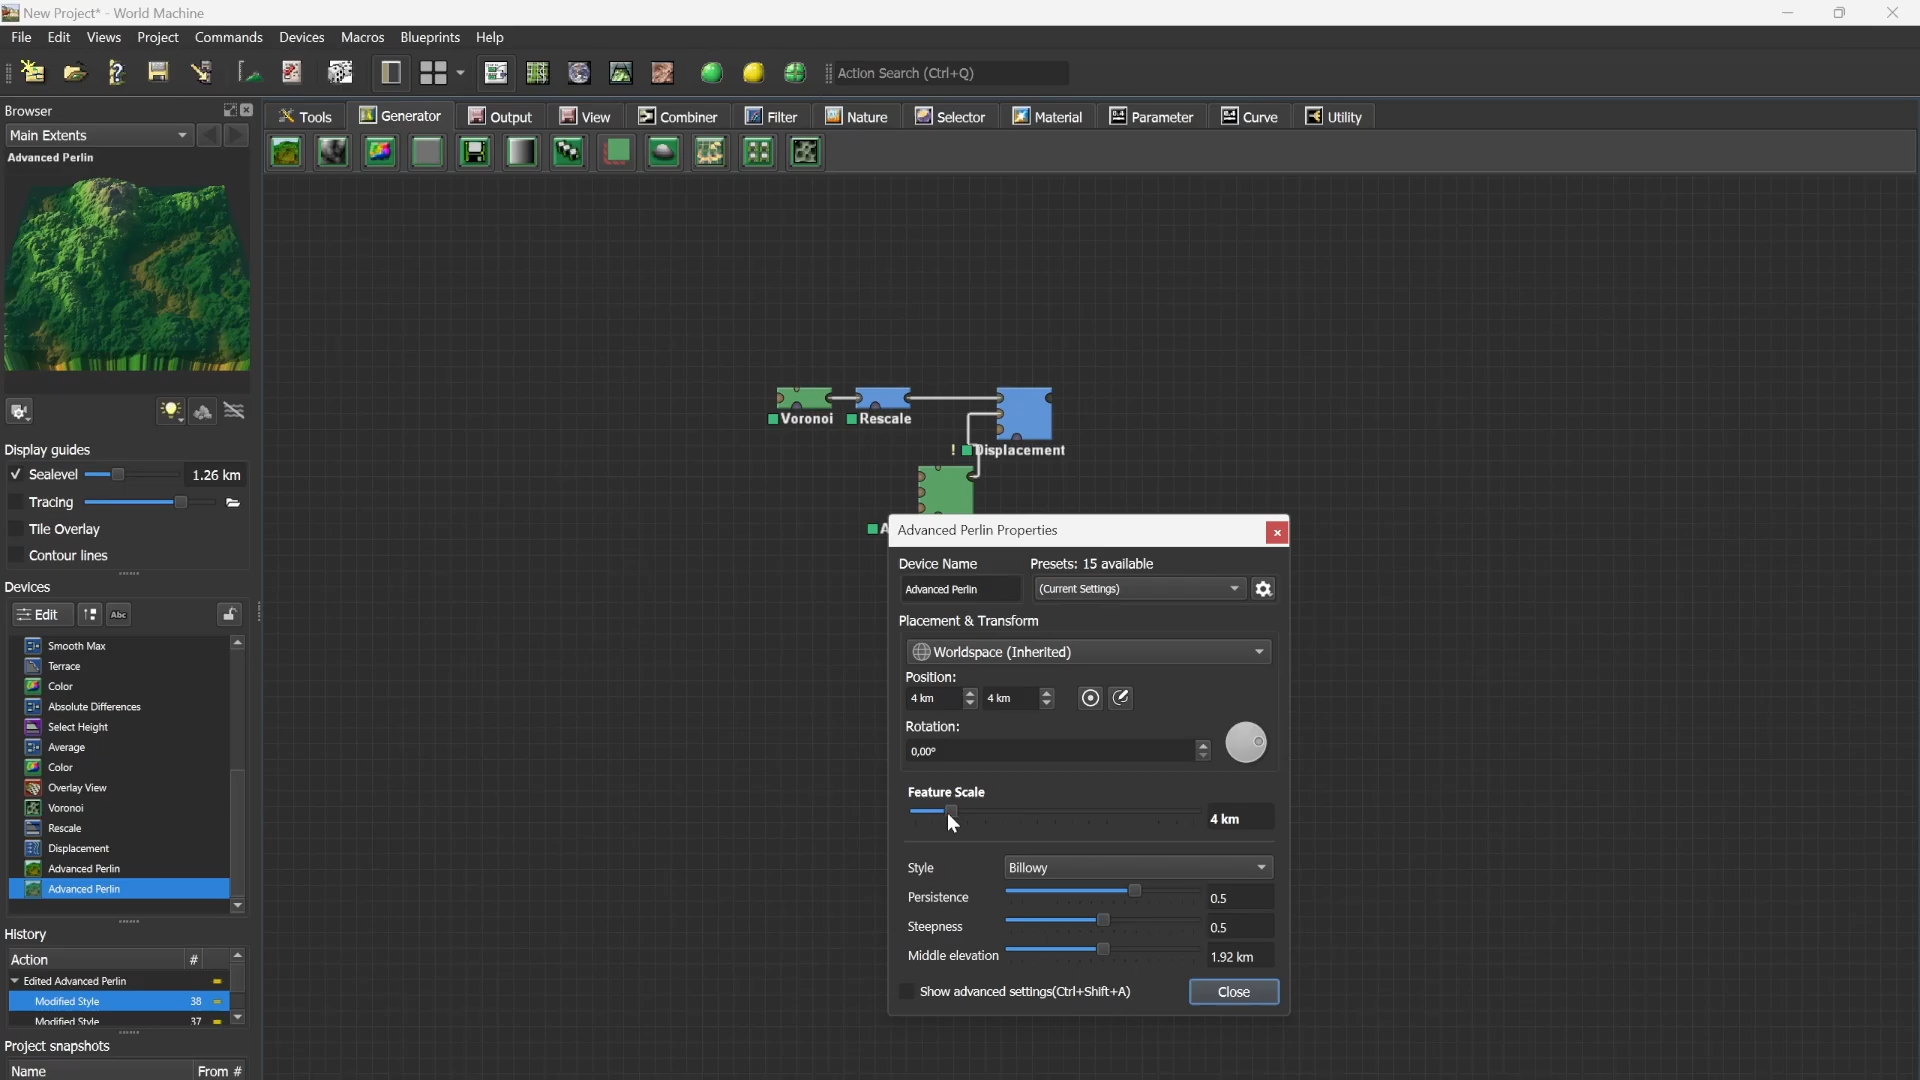 New Project* - World Machine
File Edit Views Project Commands Devices Macros Blueprints Help
Action Search (Ctrl+Q)
Browser
Main Extents
Advanced Perlin
Tools Generator Output View Combiner Filter Nature Selector Material Parameter Curve Utility
Display guides
Sealevel 1.26 km
Tracing
Tile Overlay
Contour lines
Devices
Edit Abc
Smooth Max
Terrace
Color
Absolute Differences
Select Height
Average
Color
Overlay View
Voronoi
Rescale
Displacement
Advanced Perlin
Advanced Perlin
History
Action #
Edited Advanced Perlin
Modified Style 38
Modified Style 37
Project snapshots
Name From #
Voronoi Rescale
! Displacement
A
Advanced Perlin Properties
Device Name Presets: 15 available
Advanced Perlin (Current Settings)
Placement & Transform
Worldspace (Inherited)
Position:
4 km 4 km
Rotation:
0,00º
Feature Scale
4 km
Style Billowy
Persistence 0.5
Steepness 0.5
Middle elevation 1.92 km
Show advanced settings(Ctrl+Shift+A) Close